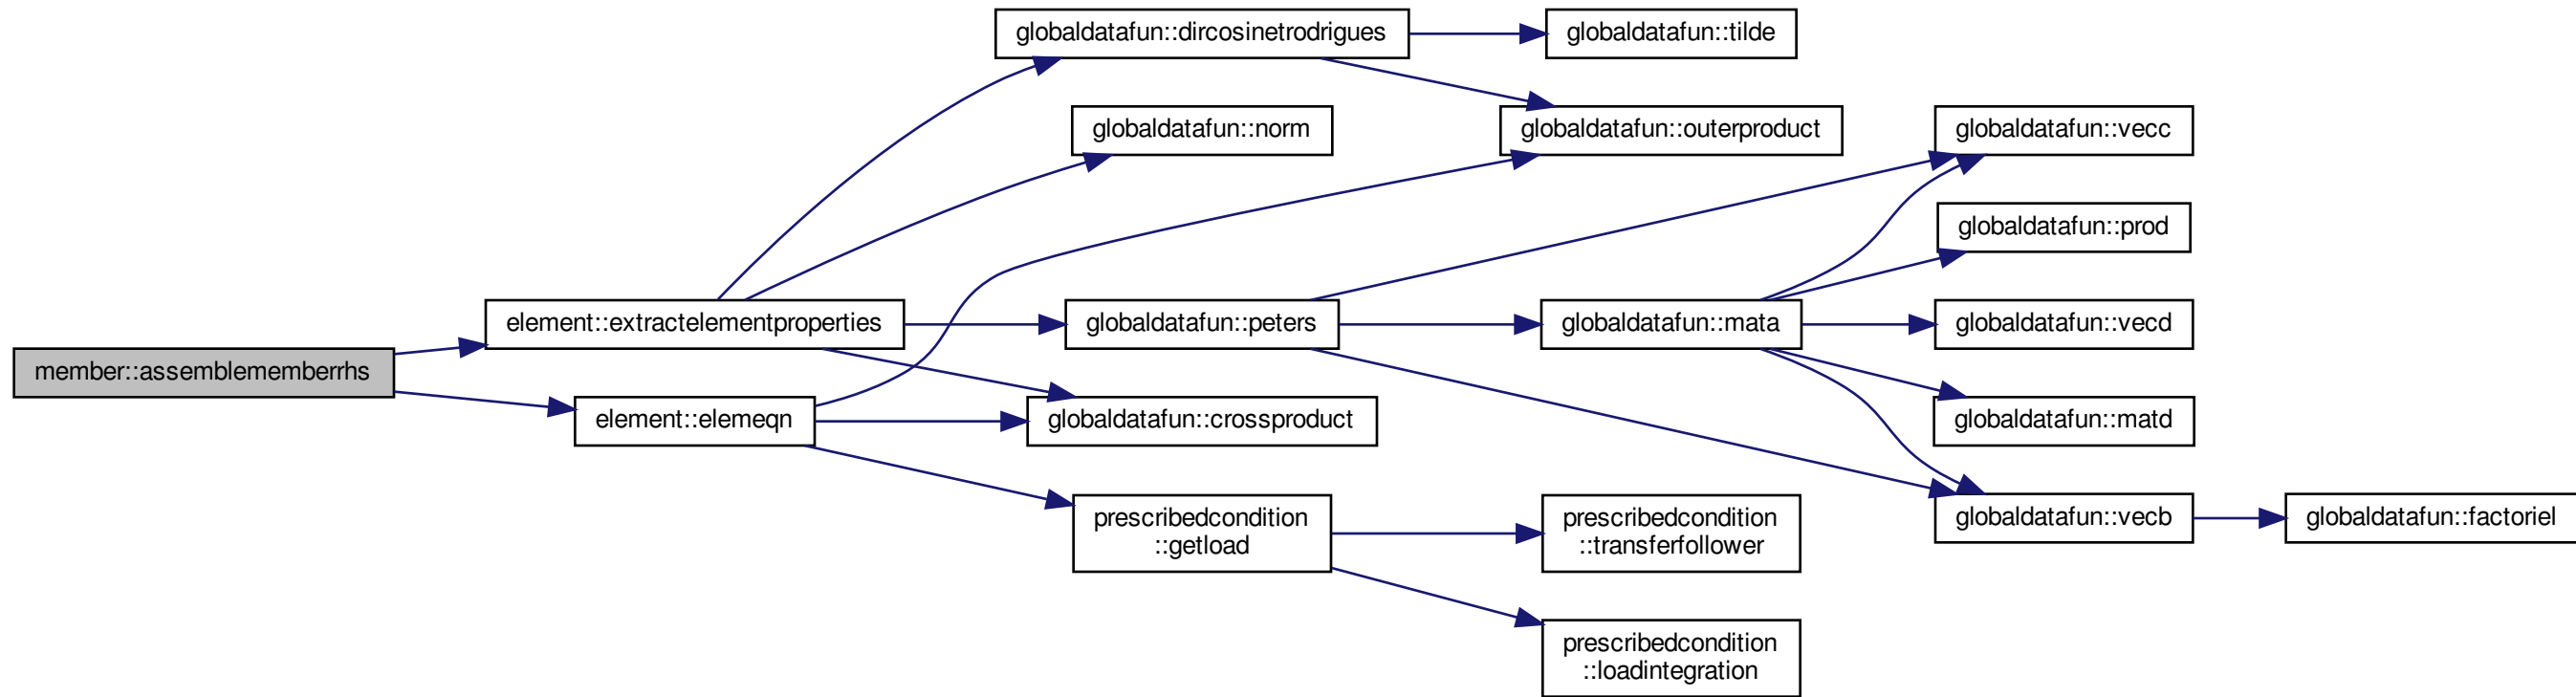 globaldatafun::dircosinetrodrigues
globaldatafun::tilde
globaldatafun::norm
globaldatafun::outerproduct
globaldatafun::vecc
globaldatafun::prod
element::extractelementproperties
globaldatafun::peters
globaldatafun::mata
globaldatafun::vecd
member::assemblememberrhs
element::elemeqn
globaldatafun::crossproduct
globaldatafun::matd
prescribedcondition
::getload
prescribedcondition
::transferfollower
globaldatafun::vecb
globaldatafun::factoriel
prescribedcondition
::loadintegration